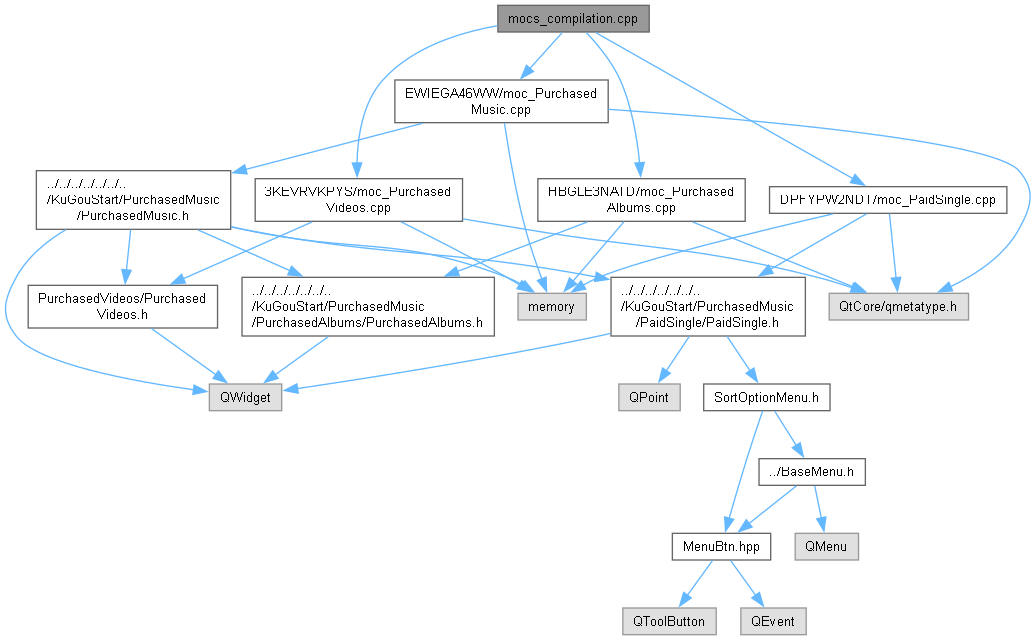 mocs_compilation.cpp
EWIEGA46WW/moc_Purchased
Music.cpp
../../../../../../..
/KuGouStart/PurchasedMusic
/PurchasedMusic.h
3KEVRVKPYS/moc_Purchased
Videos.cpp
HBGLE3NATD/moc_Purchased
Albums.cpp
DPFYPW2NDT/moc_PaidSingle.cpp
PurchasedVideos/Purchased
Videos.h
../../../../../../..
/KuGouStart/PurchasedMusic
/PurchasedAlbums/PurchasedAlbums.h
memory
../../../../../../..
/KuGouStart/PurchasedMusic
/PaidSingle/PaidSingle.h
QtCore/qmetatype.h
QWidget
QPoint
SortOptionMenu.h
../BaseMenu.h
MenuBtn.hpp
QMenu
QToolButton
QEvent